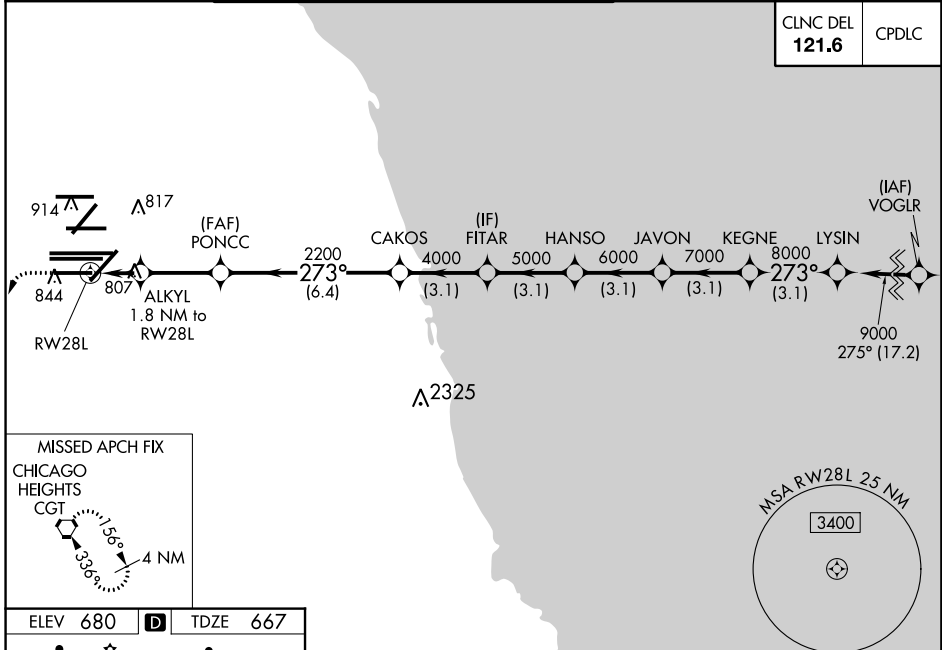 CLNC DEL
121.6
CPDLC
914
817
(FAF)
PONCC
CAKOS
(IF)
FITAR
HANSO
JAVON
KEGNE
LYSIN
(IAF)
VOGLR
2200
273°
(6.4)
4000
(3.1)
5000
(3.1)
6000
(3.1)
7000
(3.1)
8000
273°
(3.1)
9000
275° (17.2)
844
807
ALKYL
1.8 NM to
RW28L
RW28L
2325
MISSED APCH FIX
CHICAGO
HEIGHTS
CGT
156°
336°
4 NM
MSA RW28L 25 NM
3400
ELEV 680 D TDZE 667